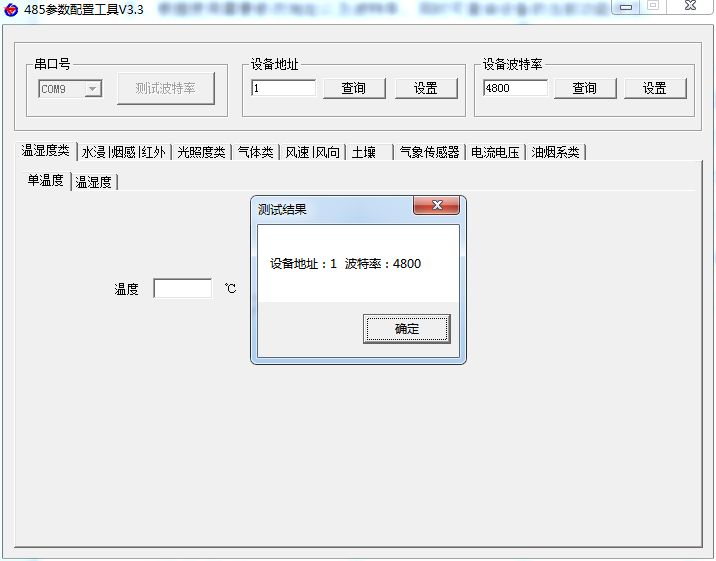 485参数配置工具V3.3
串口号
设备地址
设备波特率
COM9
测试波特率
1
查询
设置
4800
查询
设置
温湿度类
水浸|烟感|红外
光照度类
气体类
风速|风向
土壤
气象传感器
电流电压
油烟系类
单温度
温湿度
测试结果
设备地址：1 波特率：4800
温度
℃
确定